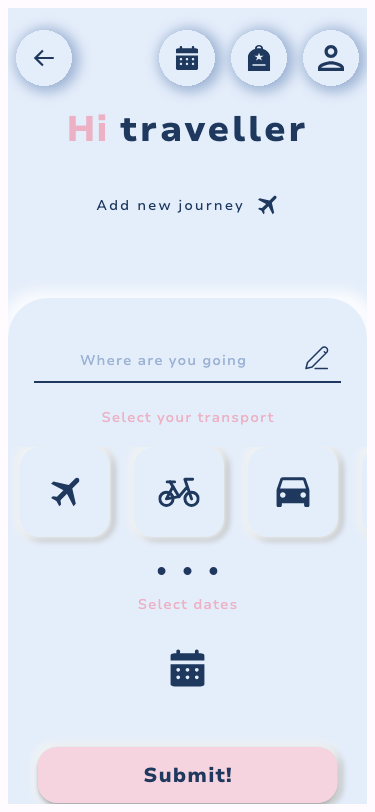 Hi traveller
Add new journey
Where are you going
Select your transport
Select dates
Submit!